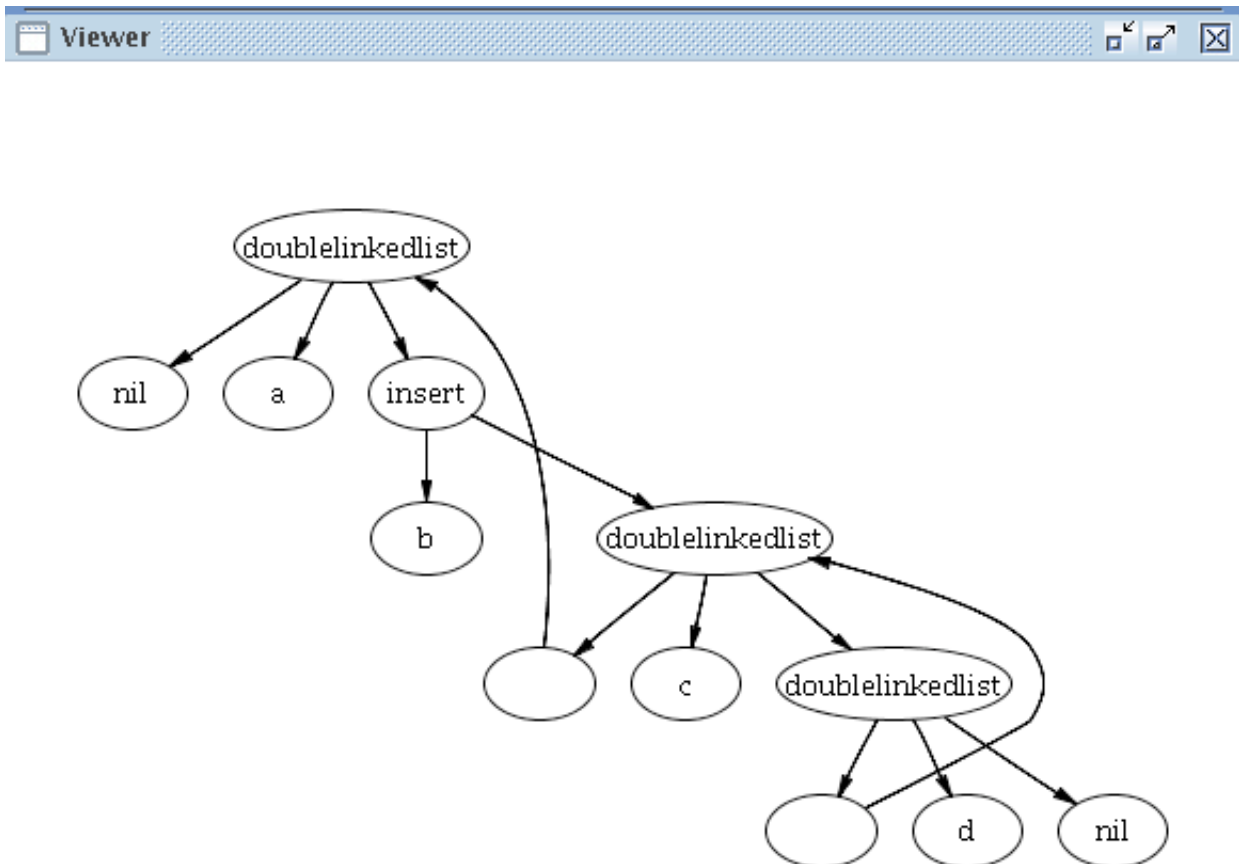 Viewer
doublelinkedlist
nil a insert
b doublelinkedlist
c doublelinkedlist
d nil